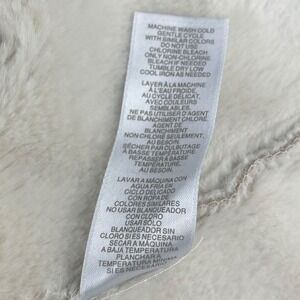 MACHINE WASH COLD
GENTLE CYCLE
WITH SIMILAR COLORS
DO NOT USE
CHLORINE BLEACH
ONLY NON-CHLORINE
BLEACH IF NEEDED
TUMBLE DRY LOW
COOL IRON AS NEEDED
LAVER À LA MACHINE
À L'EAU FROIDE,
AU CYCLE DÉLICAT,
AVEC COULEURS
SEMBLABLES.
NE PAS UTILISER D'AGENT
DE BLANCHIMENT CHLORÉ.
AGENT DE
BLANCHIMENT
NON-CHLORÉ SEULEMENT,
AU BESOIN.
SÉCHER PAR CULBUTAGE
À BASSE TEMPÉRATURE.
REPASSER À BASSE
TEMPÉRATURE,
AU BESOIN.
LAVAR A MÁQUINA CON
AGUA FRÍA EN
CICLO DELICADO
CON ROPA DE
COLORES SIMILARES
NO USAR BLANQUEADOR
CON CLORO
USAR SÓLO
BLANQUEADOR SIN
CLORO SI ES NECESARIO
SECAR A MÁQUINA
A BAJA TEMPERATURA
PLANCHAR A
TEMPERATURA MÍNIMA
SI ES NECESARIO